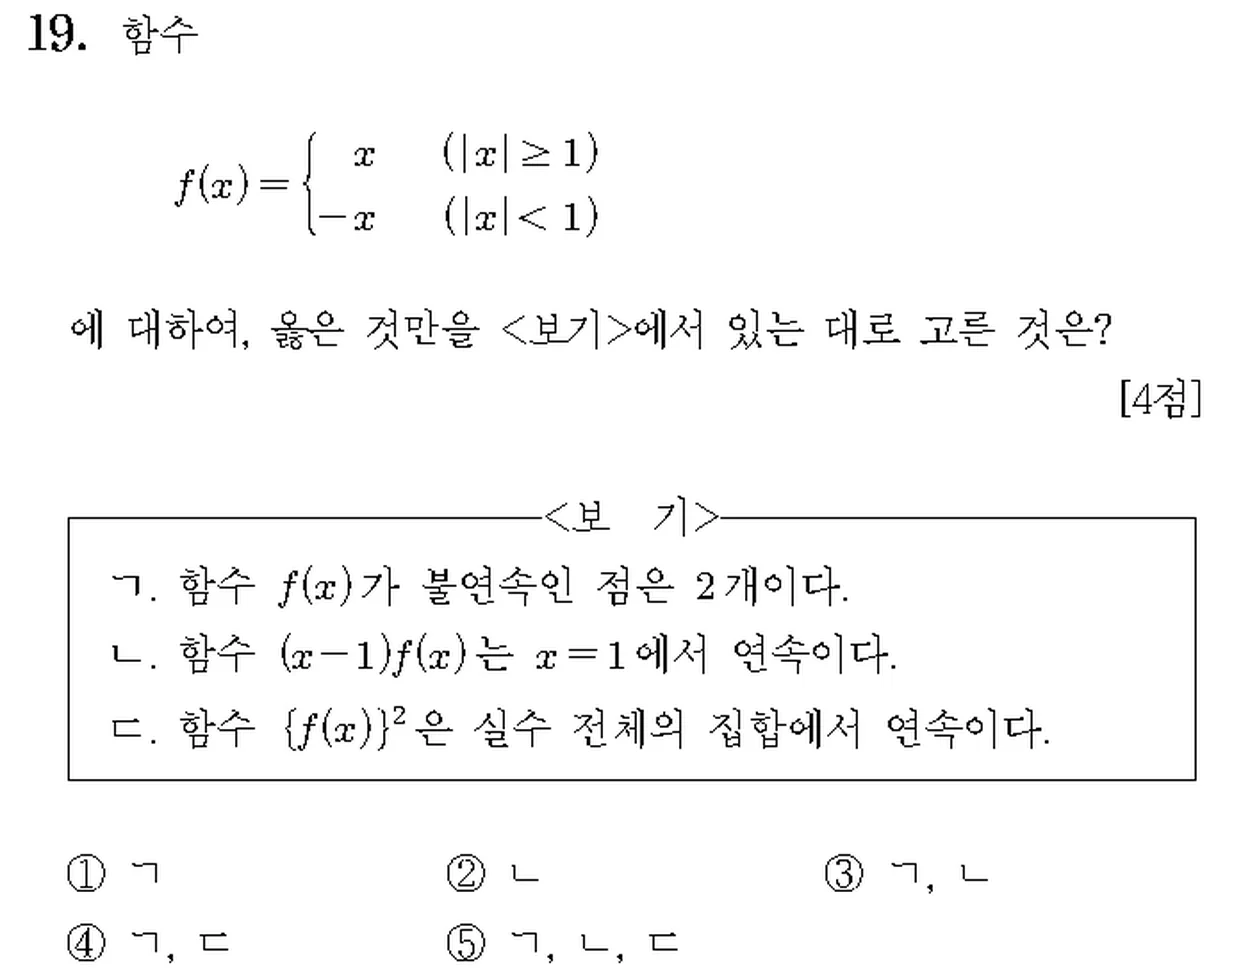 19. 함수
f(x) = { x (|x| ≥ 1)
-x (|x| < 1)
에 대하여, 옳은 것만을 <보기>에서 있는 대로 고른 것은?
[4점]
<보 기>
ㄱ. 함수 f(x)가 불연속인 점은 2개이다.
ㄴ. 함수 (x-1)f(x)는 x=1에서 연속이다.
ㄷ. 함수 {f(x)}²은 실수 전체의 집합에서 연속이다.
① ㄱ ② ㄴ ③ ㄱ, ㄴ
④ ㄱ, ㄷ ⑤ ㄱ, ㄴ, ㄷ